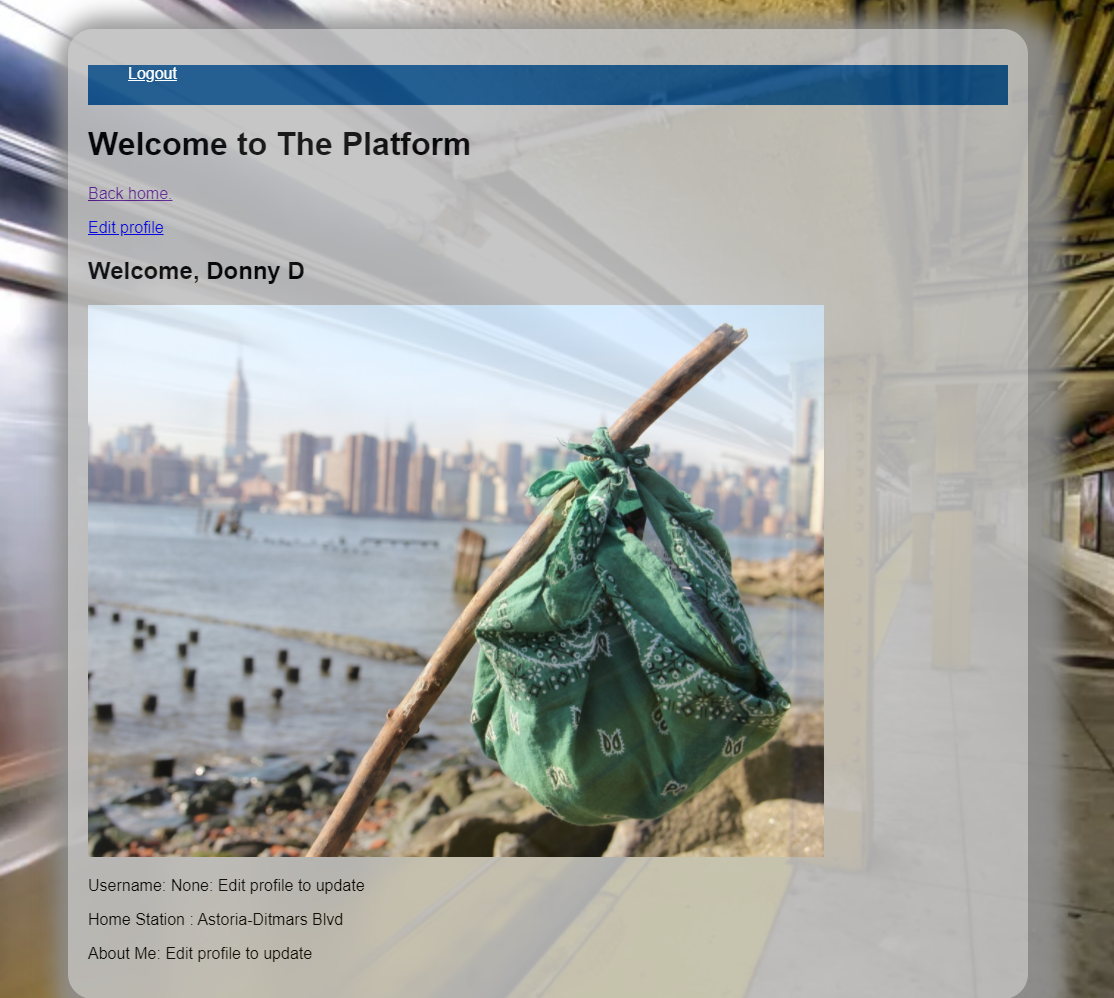 Logout
Welcome to The Platform
Back home.
Edit profile
Welcome, Donny D
Username: None: Edit profile to update
Home Station : Astoria-Ditmars Blvd
About Me: Edit profile to update